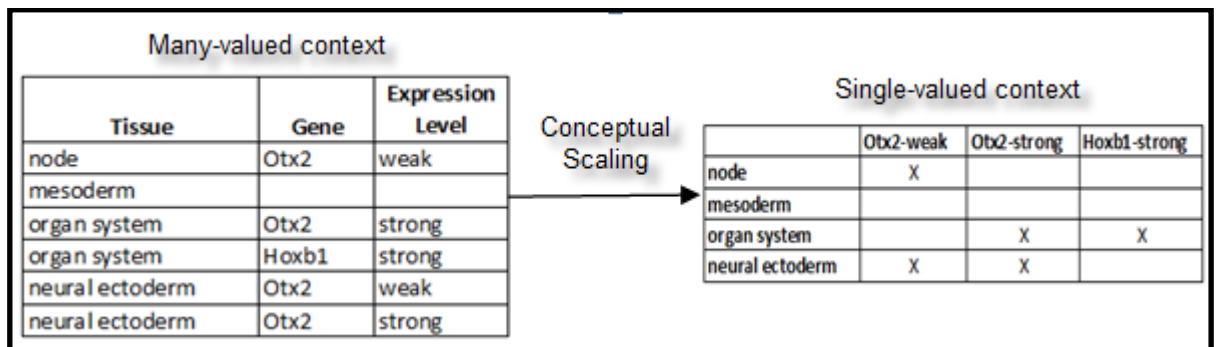 Many-valued context
Tissue Gene Expression Level
node Otx2 weak
mesoderm
organ system Otx2 strong
organ system Hoxb1 strong
neural ectoderm Otx2 weak
neural ectoderm Otx2 strong
Conceptual
Scaling
Single-valued context
Otx2-weak Otx2-strong Hoxb1-strong
node X
mesoderm
organ system X X
neural ectoderm X X